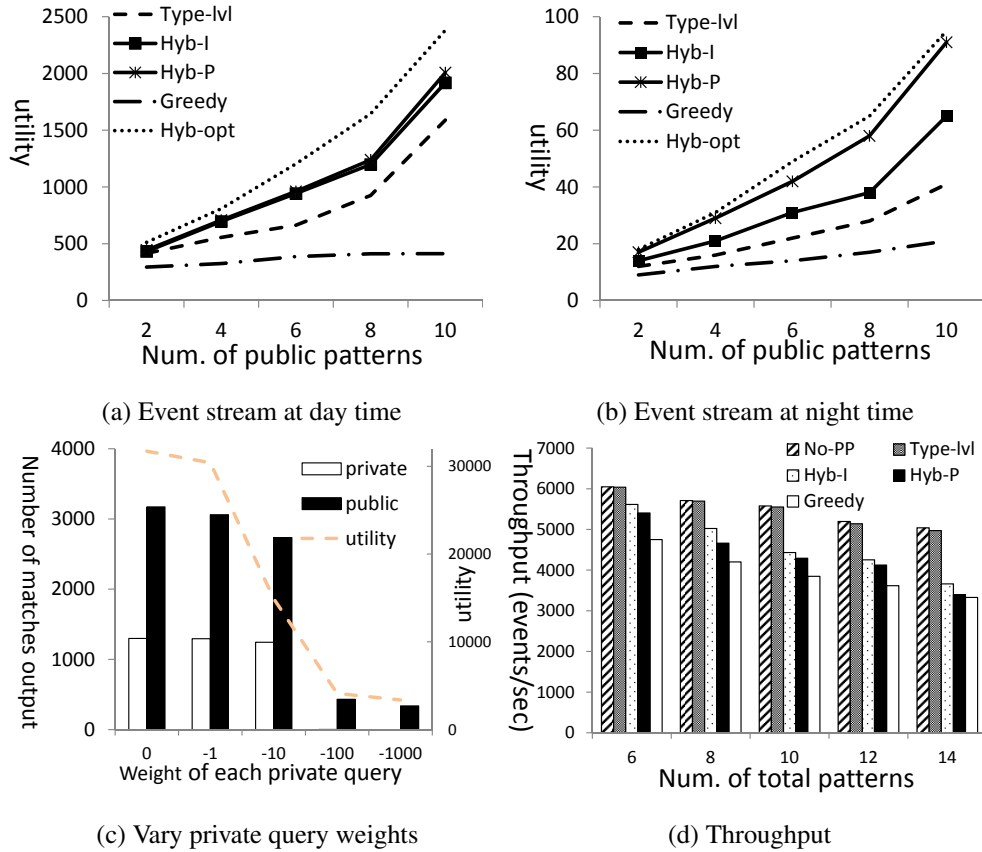 2500
2000
1500
1000
500
0
utility
Type-lvl
Hyb-I
Hyb-P
Greedy
Hyb-opt
2 4 6 8 10
Num. of public patterns
(a) Event stream at day time
100
80
60
40
20
0
utility
Type-lvl
Hyb-I
Hyb-P
Greedy
Hyb-opt
2 4 6 8 10
Num. of public patterns
(b) Event stream at night time
4000
3000
2000
1000
0
Number of matches output
private
public
utility
30000
20000
10000
0
utility
0 -1 -10 -100 -1000
Weight of each private query
(c) Vary private query weights
7000
6000
5000
4000
3000
2000
1000
0
Throughput (events/sec)
No-PP Type-lvl
Hyb-I Hyb-P
Greedy
6 8 10 12 14
Num. of total patterns
(d) Throughput